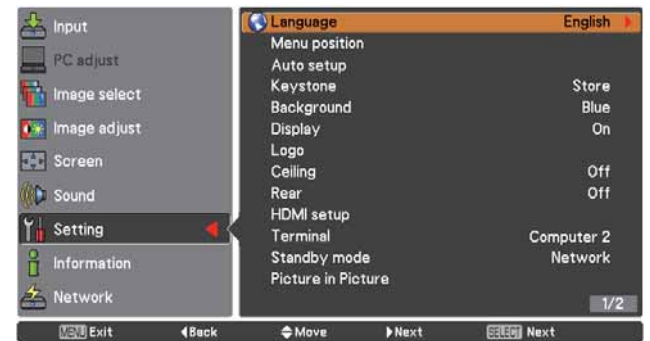 Input
PC adjust
Image select
Image adjust
Screen
Sound
Setting
Information
Network
Language English
Menu position
Auto setup
Keystone Store
Background Blue
Display On
Logo
Ceiling Off
Rear Off
HDMI setup
Terminal Computer 2
Standby mode Network
Picture in Picture
1/2
MENU Exit Back Move Next SELECT Next